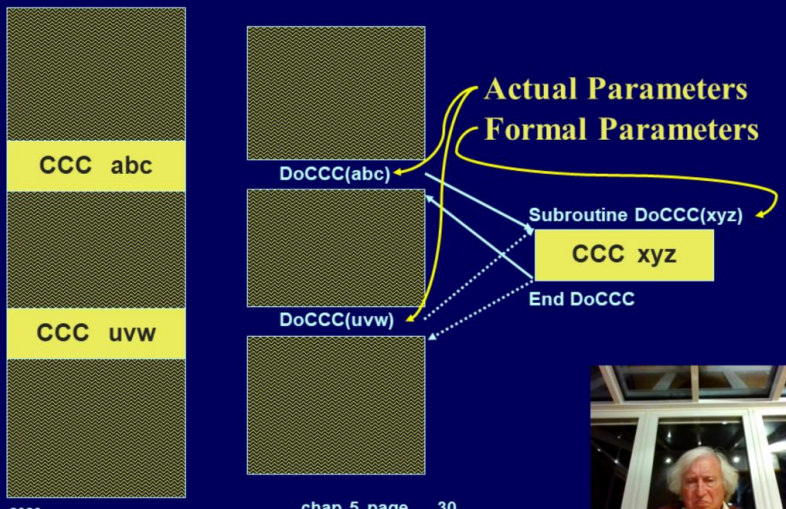 CCC abc
CCC uvw
DoCCC(abc)
DoCCC(uvw)
Actual Parameters
Formal Parameters
Subroutine DoCCC(xyz)
CCC xyz
End DoCCC
chap 5 page 30